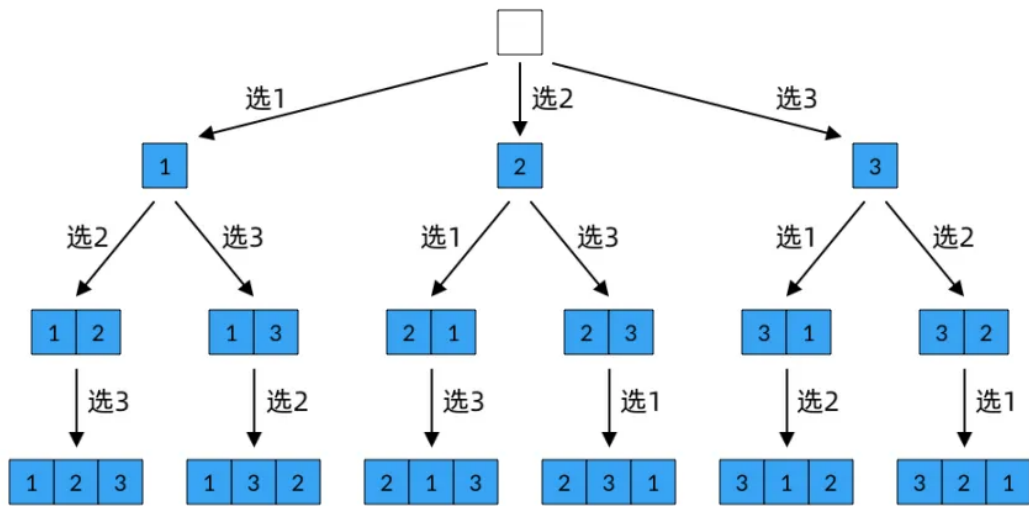 选1 选2 选3
1 2 3
选2 选3 选1 选3 选1 选2
1 2 1 3 2 1 2 3 3 1 3 2
选3 选2 选3 选1 选2 选1
1 2 3 1 3 2 2 1 3 2 3 1 3 1 2 3 2 1